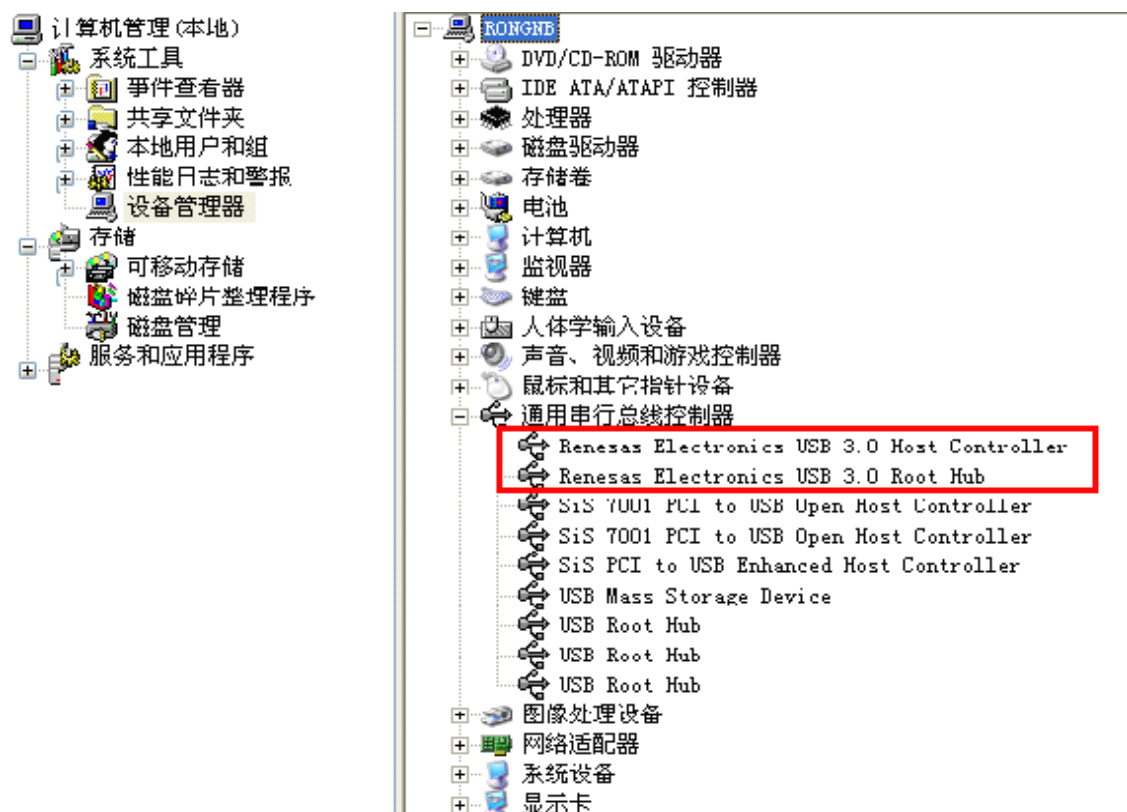 计算机管理(本地)
系统工具
事件查看器
共享文件夹
本地用户和组
性能日志和警报
设备管理器
存储
可移动存储
磁盘碎片整理程序
磁盘管理
服务和应用程序
RONGNB
DVD/CD-ROM 驱动器
IDE ATA/ATAPI 控制器
处理器
磁盘驱动器
存储卷
电池
计算机
监视器
键盘
人体学输入设备
声音、视频和游戏控制器
鼠标和其它指针设备
通用串行总线控制器
Renesas Electronics USB 3.0 Host Controller
Renesas Electronics USB 3.0 Root Hub
SiS 7001 PCI to USB Open Host Controller
SiS 7001 PCI to USB Open Host Controller
SiS PCI to USB Enhanced Host Controller
USB Mass Storage Device
USB Root Hub
USB Root Hub
USB Root Hub
图像处理设备
网络适配器
系统设备
显示卡